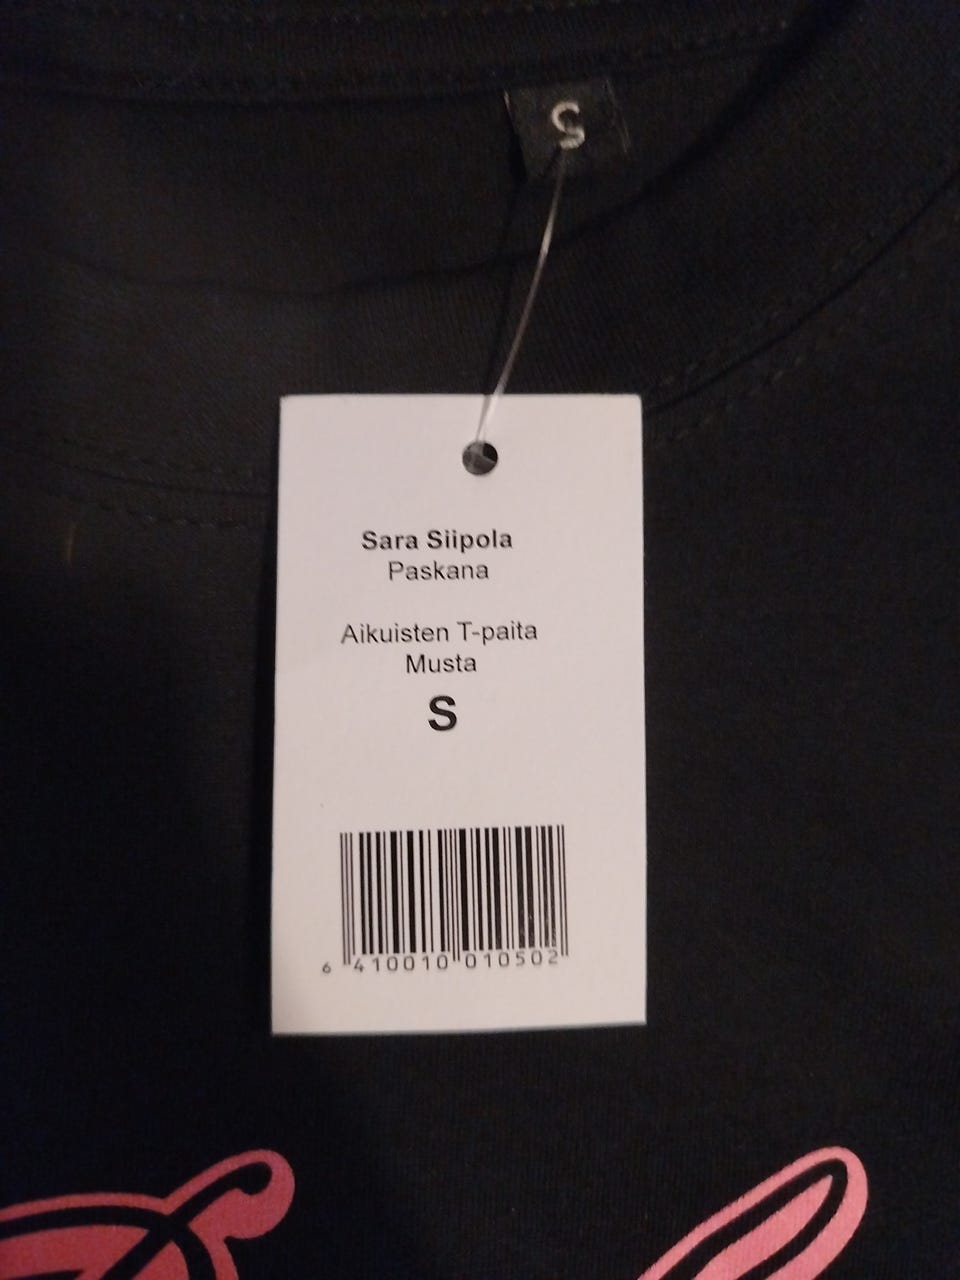 S
Sara Siipola
Paskana
Aikuisten T-paita
Musta
S
6 410010 010502